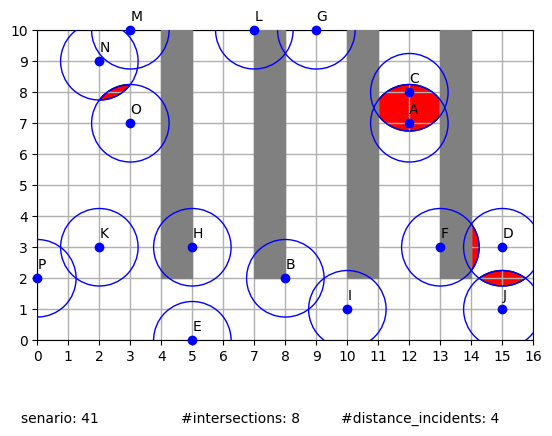 M L G
10
N
9
C
8
O A
7
6
5
4
K H F D
3
P B
2
I J
1
E
0
0 1 2 3 4 5 6 7 8 9 10 11 12 13 14 15 16
senario: 41 #intersections: 8 #distance_incidents: 4